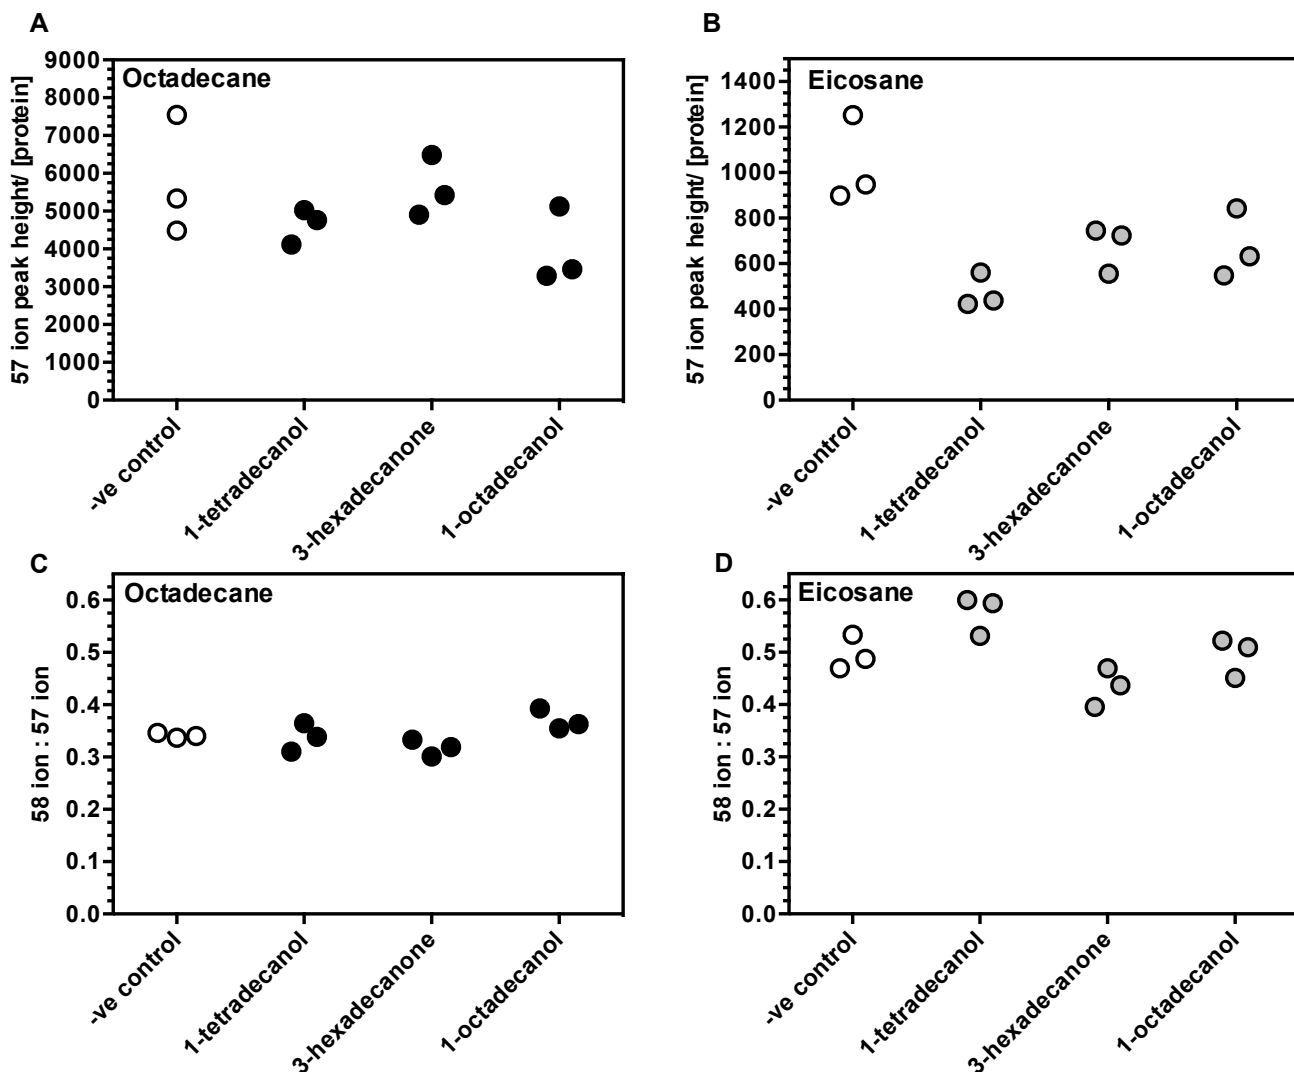 A
Octadecane
57 ion peak height/ [protein]
9000
8000
7000
6000
5000
4000
3000
2000
1000
0
-ve control
1-tetradecanol
3-hexadecanone
1-octadecanol
B
Eicosane
57 ion peak height/ [protein]
1400
1200
1000
800
600
400
200
0
-ve control
1-tetradecanol
3-hexadecanone
1-octadecanol
C
Octadecane
58 ion : 57 ion
0.6
0.5
0.4
0.3
0.2
0.1
0.0
-ve control
1-tetradecanol
3-hexadecanone
1-octadecanol
D
Eicosane
58 ion : 57 ion
0.6
0.5
0.4
0.3
0.2
0.1
0.0
-ve control
1-tetradecanol
3-hexadecanone
1-octadecanol